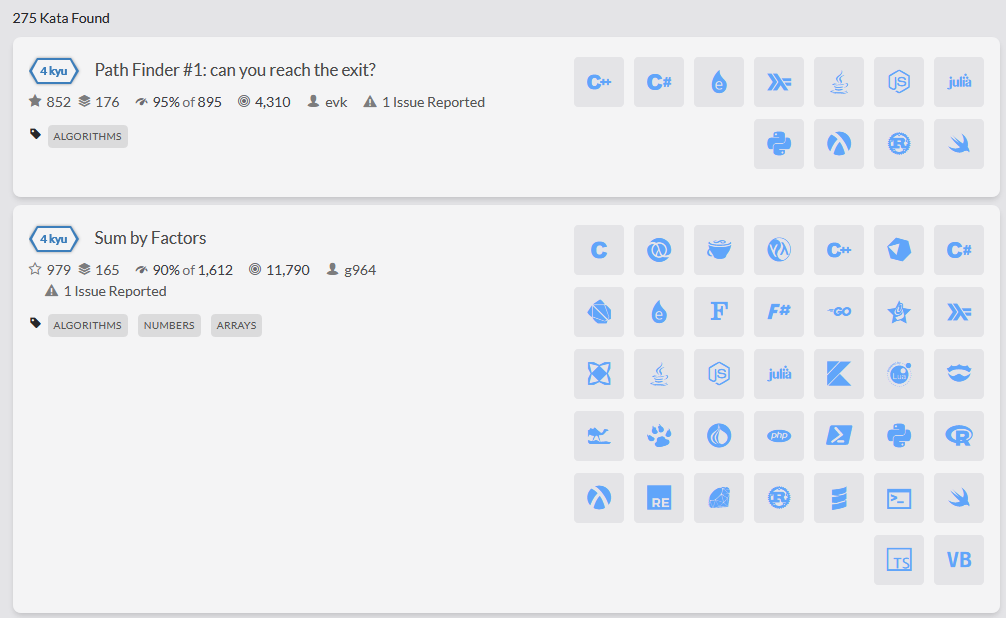 275 Kata Found
4 kyu Path Finder #1: can you reach the exit?
852 176 95% of 895 4,310 evk 1 Issue Reported
ALGORITHMS
C++ C# e JS julia
R
4 kyu Sum by Factors
979 165 90% of 1,612 11,790 g964
1 Issue Reported
ALGORITHMS NUMBERS ARRAYS
C C++ C#
e F F# GO
JS julia Lua
php R
RE R >_
TS VB